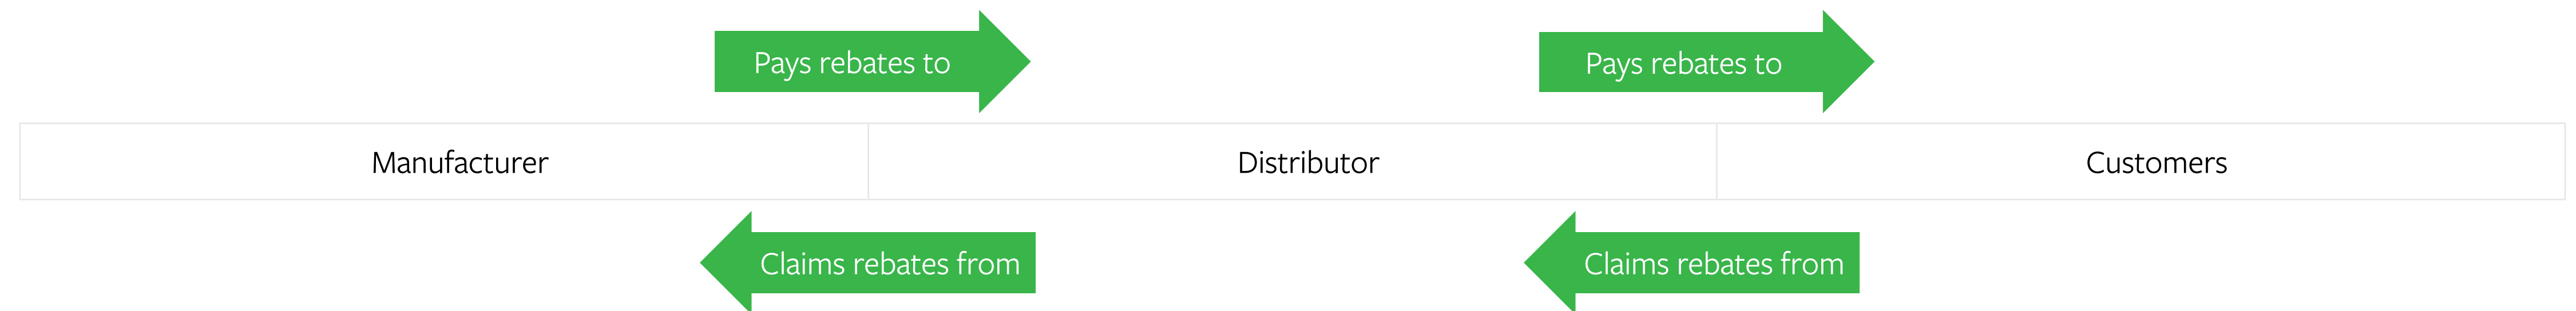 Pays rebates to
Pays rebates to
Manufacturer
Distributor
Customers
Claims rebates from
Claims rebates from